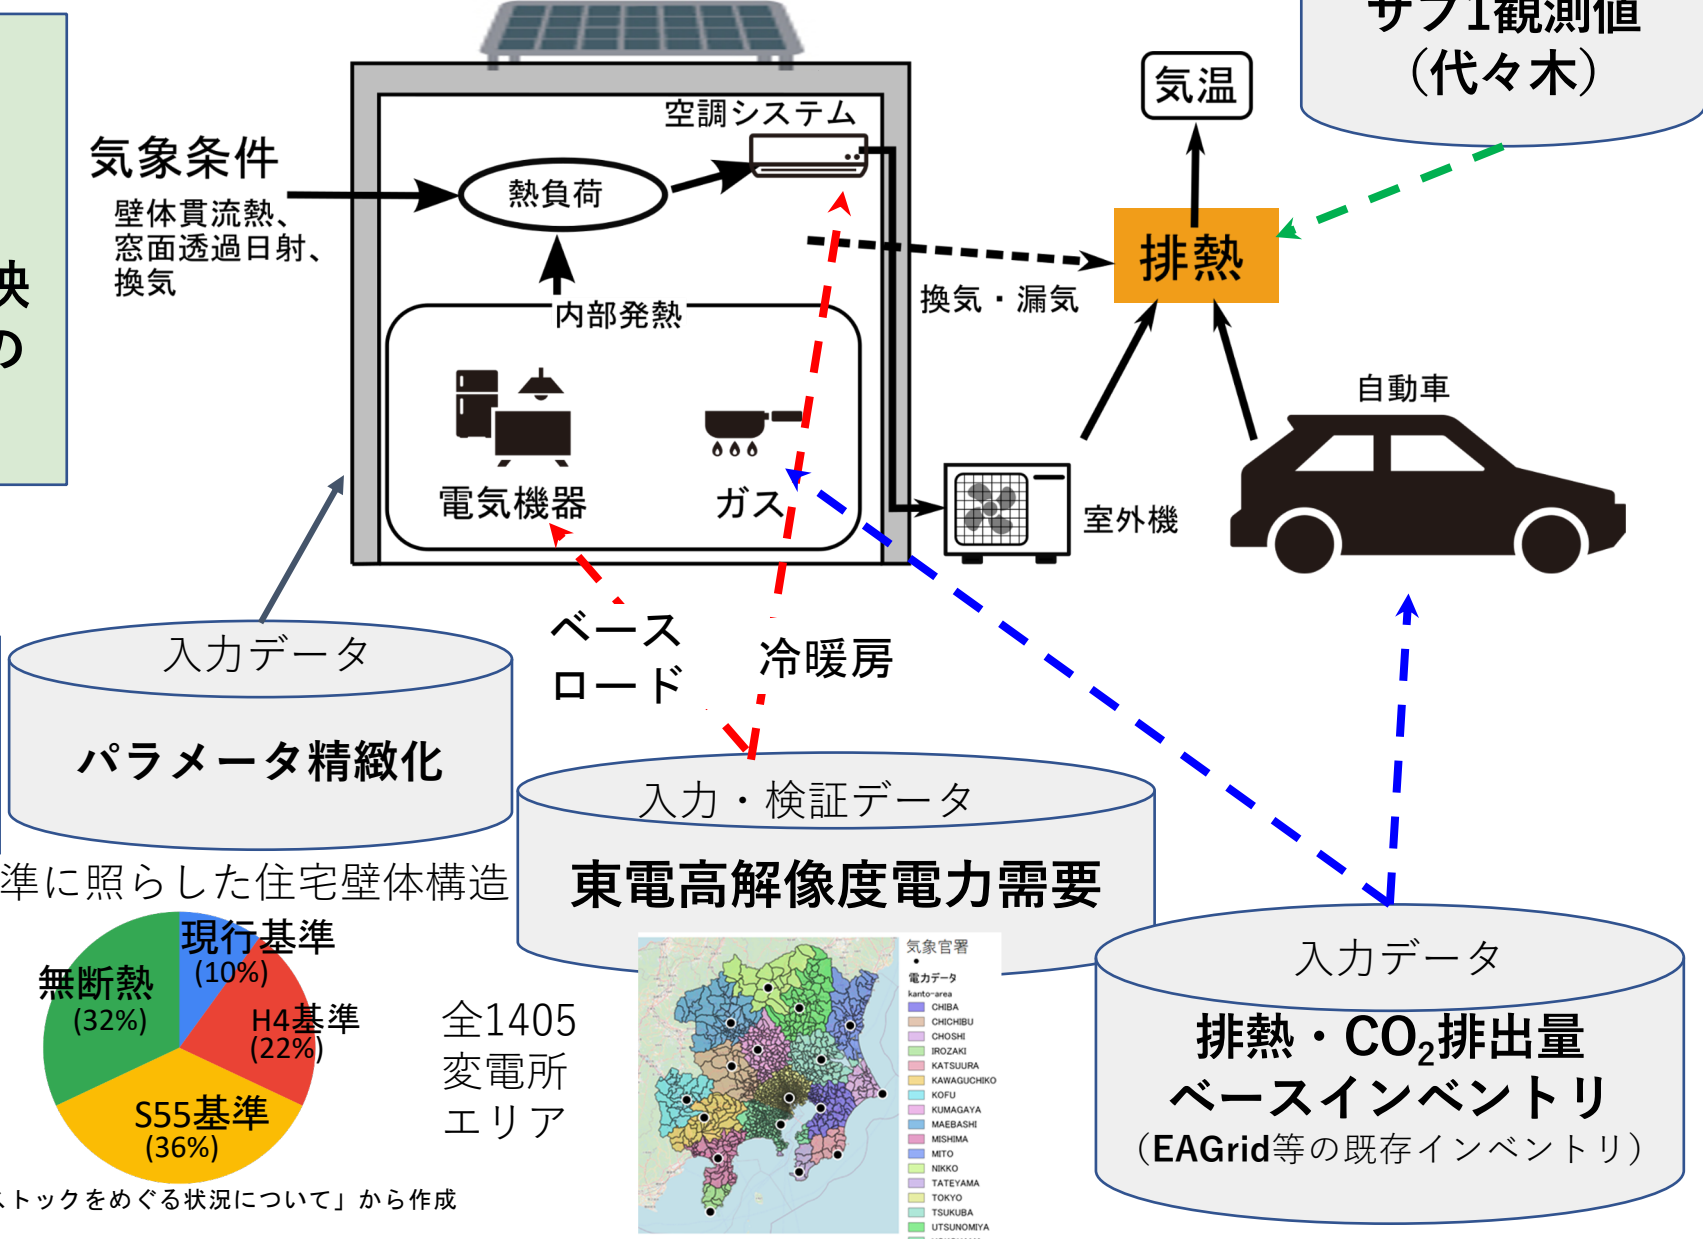 サブ1観測値
（代々木）
気温
空調システム
気象条件
熱負荷
壁体貫流熱、
窓面透過日射、
換気
排熱
映
の
換気・漏気
内部発熱
自動車
電気機器
ガス
室外機
ベース
ロード
冷暖房
入力データ
パラメータ精緻化
入力・検証データ
東電高解像度電力需要
準に照らした住宅壁体構造
現行基準
(10%)
無断熱
(32%)
H4基準
(22%)
S55基準
(36%)
ストックをめぐる状況について」から作成
全1405
変電所
エリア
気象官署
電力データ
kanto-area
CHIBA
CHICHIBU
CHOSHI
IROZAKI
KATSUURA
KAWAGUCHIKO
KOFU
KUMAGAYA
MAEBASHI
MISHIMA
MITO
NIKKO
TATEYAMA
TOKYO
TSUKUBA
UTSUNOMIYA
入力データ
排熱・CO₂排出量
ベースインベントリ
（EAGrid等の既存インベントリ）